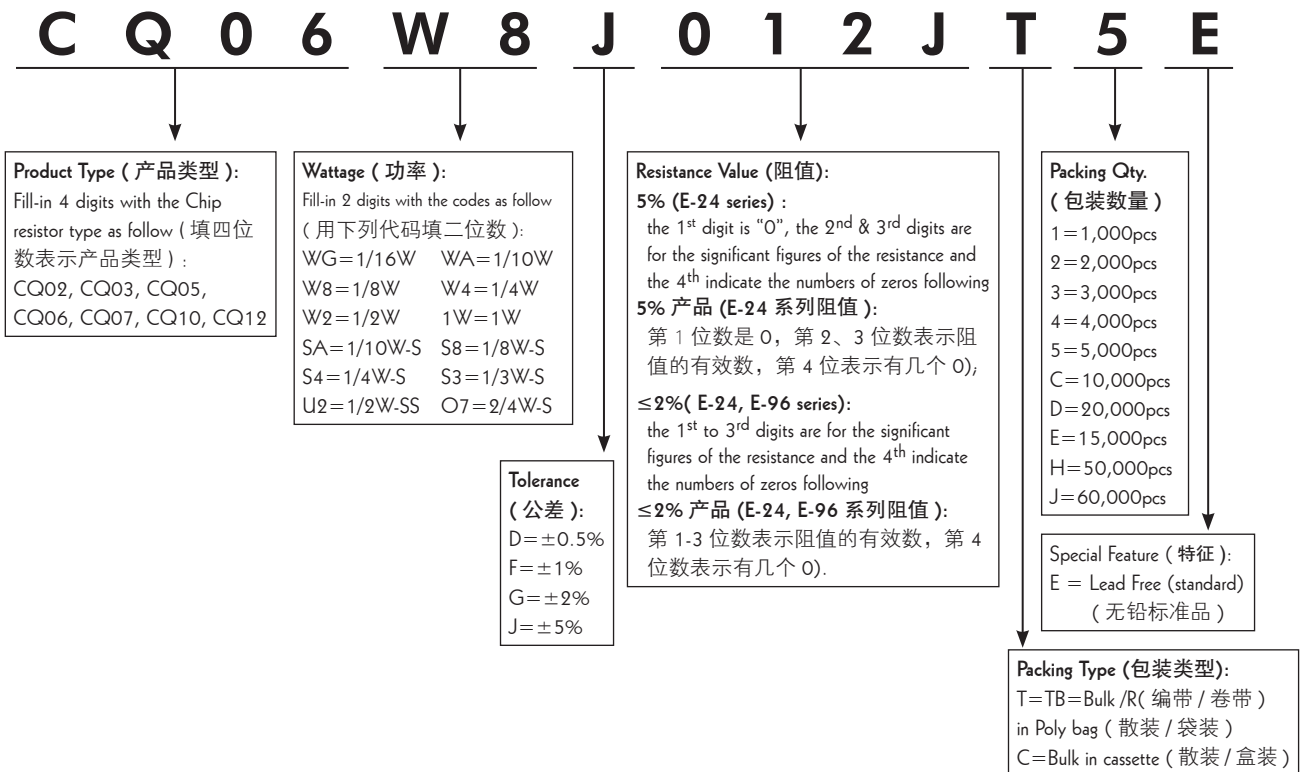 C Q 0 6 W 8 J 0 1 2 J T 5 E
Product Type ( 产品类型 ):
Fill-in 4 digits with the Chip
resistor type as follow ( 填四位
数表示产品类型 ) :
CQ02, CQ03, CQ05,
CQ06, CQ07, CQ10, CQ12
Wattage ( 功率 ):
Fill-in 2 digits with the codes as follow
( 用下列代码填二位数 ):
WG=1/16W WA=1/10W
W8=1/8W W4=1/4W
W2=1/2W 1W=1W
SA=1/10W-S S8=1/8W-S
S4=1/4W-S S3=1/3W-S
U2=1/2W-SS O7=2/4W-S
Tolerance
( 公差 ):
D=±0.5%
F=±1%
G=±2%
J=±5%
Resistance Value (阻值):
5% (E-24 series) :
the 1st digit is “0”, the 2nd & 3rd digits are
for the significant figures of the resistance and
the 4th indicate the numbers of zeros following
5% 产品 (E-24 系列阻值 ):
第 1 位数是 0，第 2、3 位数表示阻
值的有效数，第 4 位表示有几个 0);
≤2%( E-24, E-96 series):
the 1st to 3rd digits are for the significant
figures of the resistance and the 4th indicate
the numbers of zeros following
≤2% 产品 (E-24, E-96 系列阻值 ):
第 1-3 位数表示阻值的有效数，第 4
位数表示有几个 0).
Packing Qty.
( 包装数量 )
1=1,000pcs
2=2,000pcs
3=3,000pcs
4=4,000pcs
5=5,000pcs
C=10,000pcs
D=20,000pcs
E=15,000pcs
H=50,000pcs
J=60,000pcs
Special Feature ( 特征 ):
E = Lead Free (standard)
( 无铅标准品 )
Packing Type (包装类型):
T=TB=Bulk /R( 编带 / 卷带 )
in Poly bag ( 散装 / 袋装 )
C=Bulk in cassette ( 散装 / 盒装 )